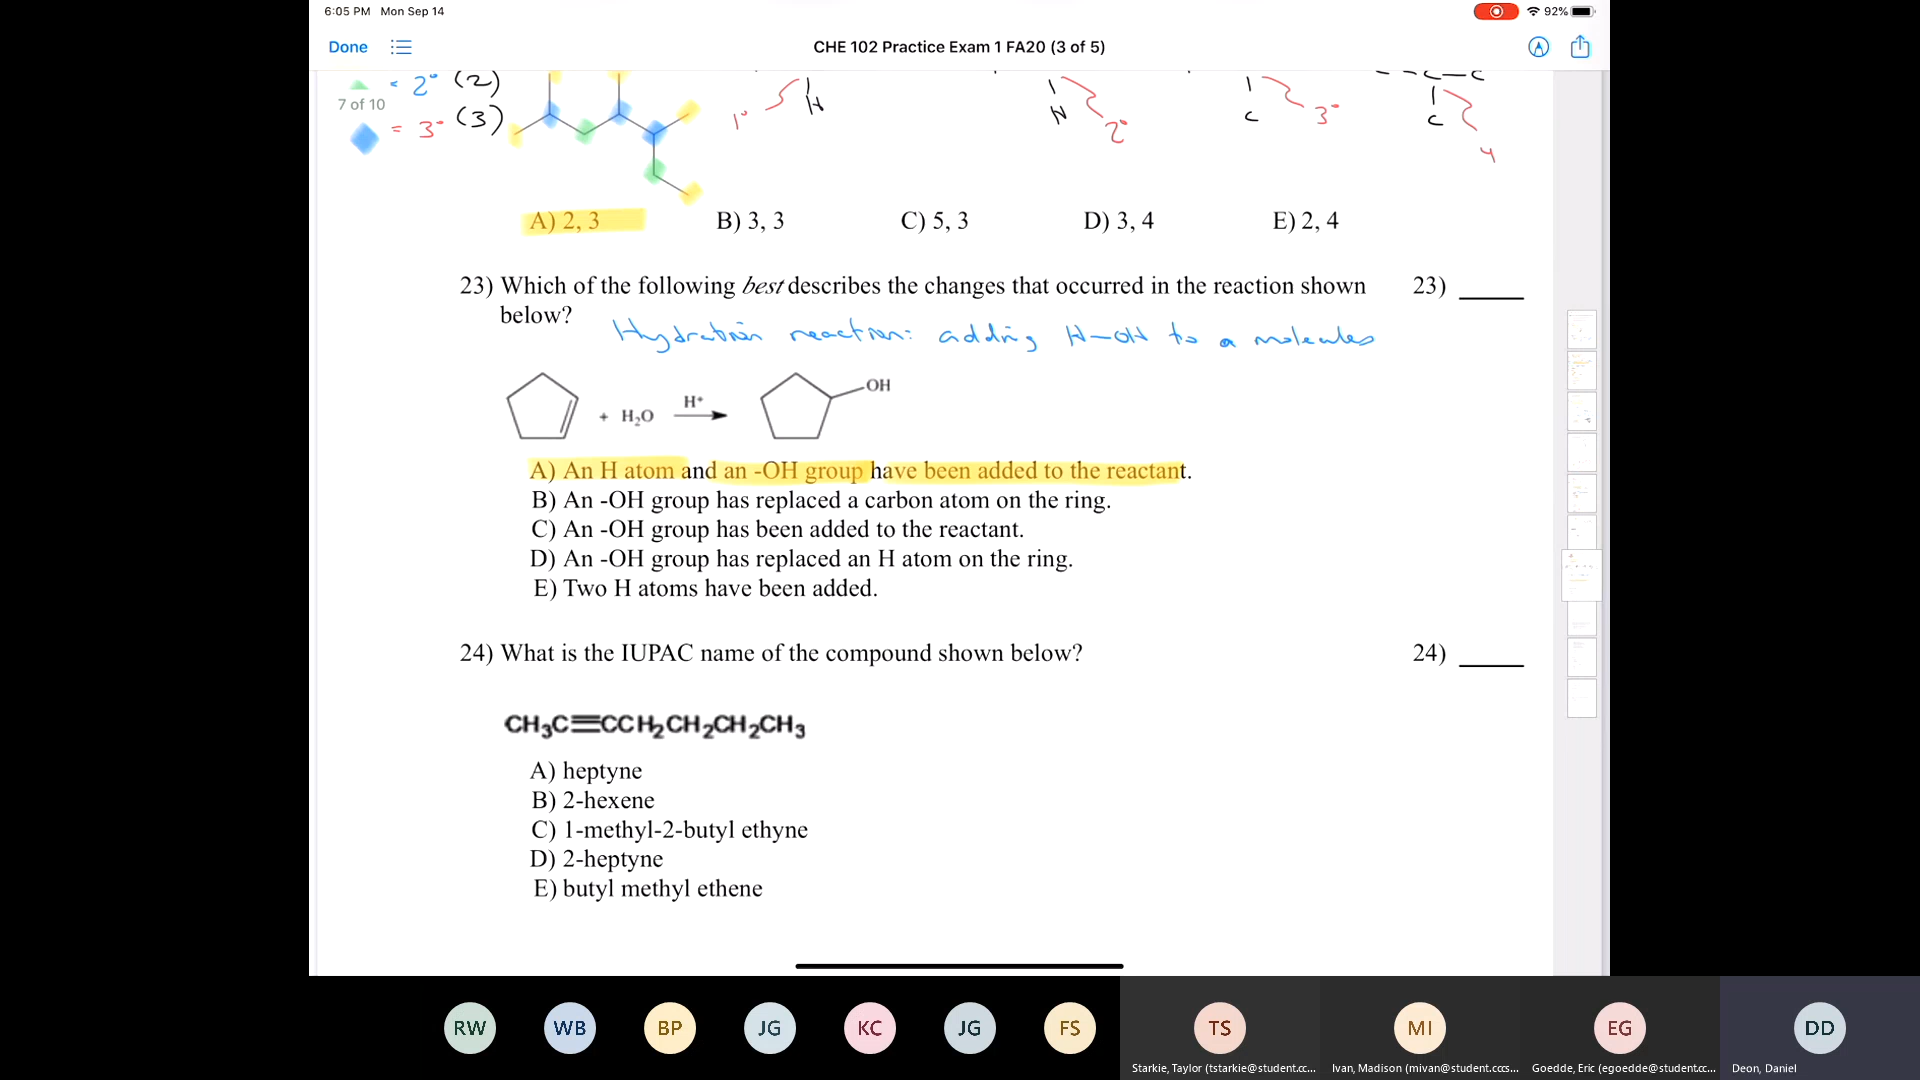 6:05 PM Mon Sep 14
92%
Done
CHE 102 Practice Exam 1 FA20 (3 of 5)
= 2° (2)
7 of 10
= 3° (3)
1°
H
H
2°
C
3°
C—C
C
4
A) 2, 3 B) 3, 3 C) 5, 3 D) 3, 4 E) 2, 4
23) Which of the following best describes the changes that occurred in the reaction shown 23) _____
below?
Hydration reaction: adding H-OH to a molecules
+ H₂O H⁺ OH
A) An H atom and an -OH group have been added to the reactant.
B) An -OH group has replaced a carbon atom on the ring.
C) An -OH group has been added to the reactant.
D) An -OH group has replaced an H atom on the ring.
E) Two H atoms have been added.
24) What is the IUPAC name of the compound shown below? 24) _____
CH₃C≡CCH₂CH₂CH₂CH₃
A) heptyne
B) 2-hexene
C) 1-methyl-2-butyl ethyne
D) 2-heptyne
E) butyl methyl ethene
RW WB BP JG KC JG FS TS MI EG DD
Starkie, Taylor (tstarkie@student.cc... Ivan, Madison (mivan@student.cccs... Goedde, Eric (egoedde@student.cc... Deon, Daniel